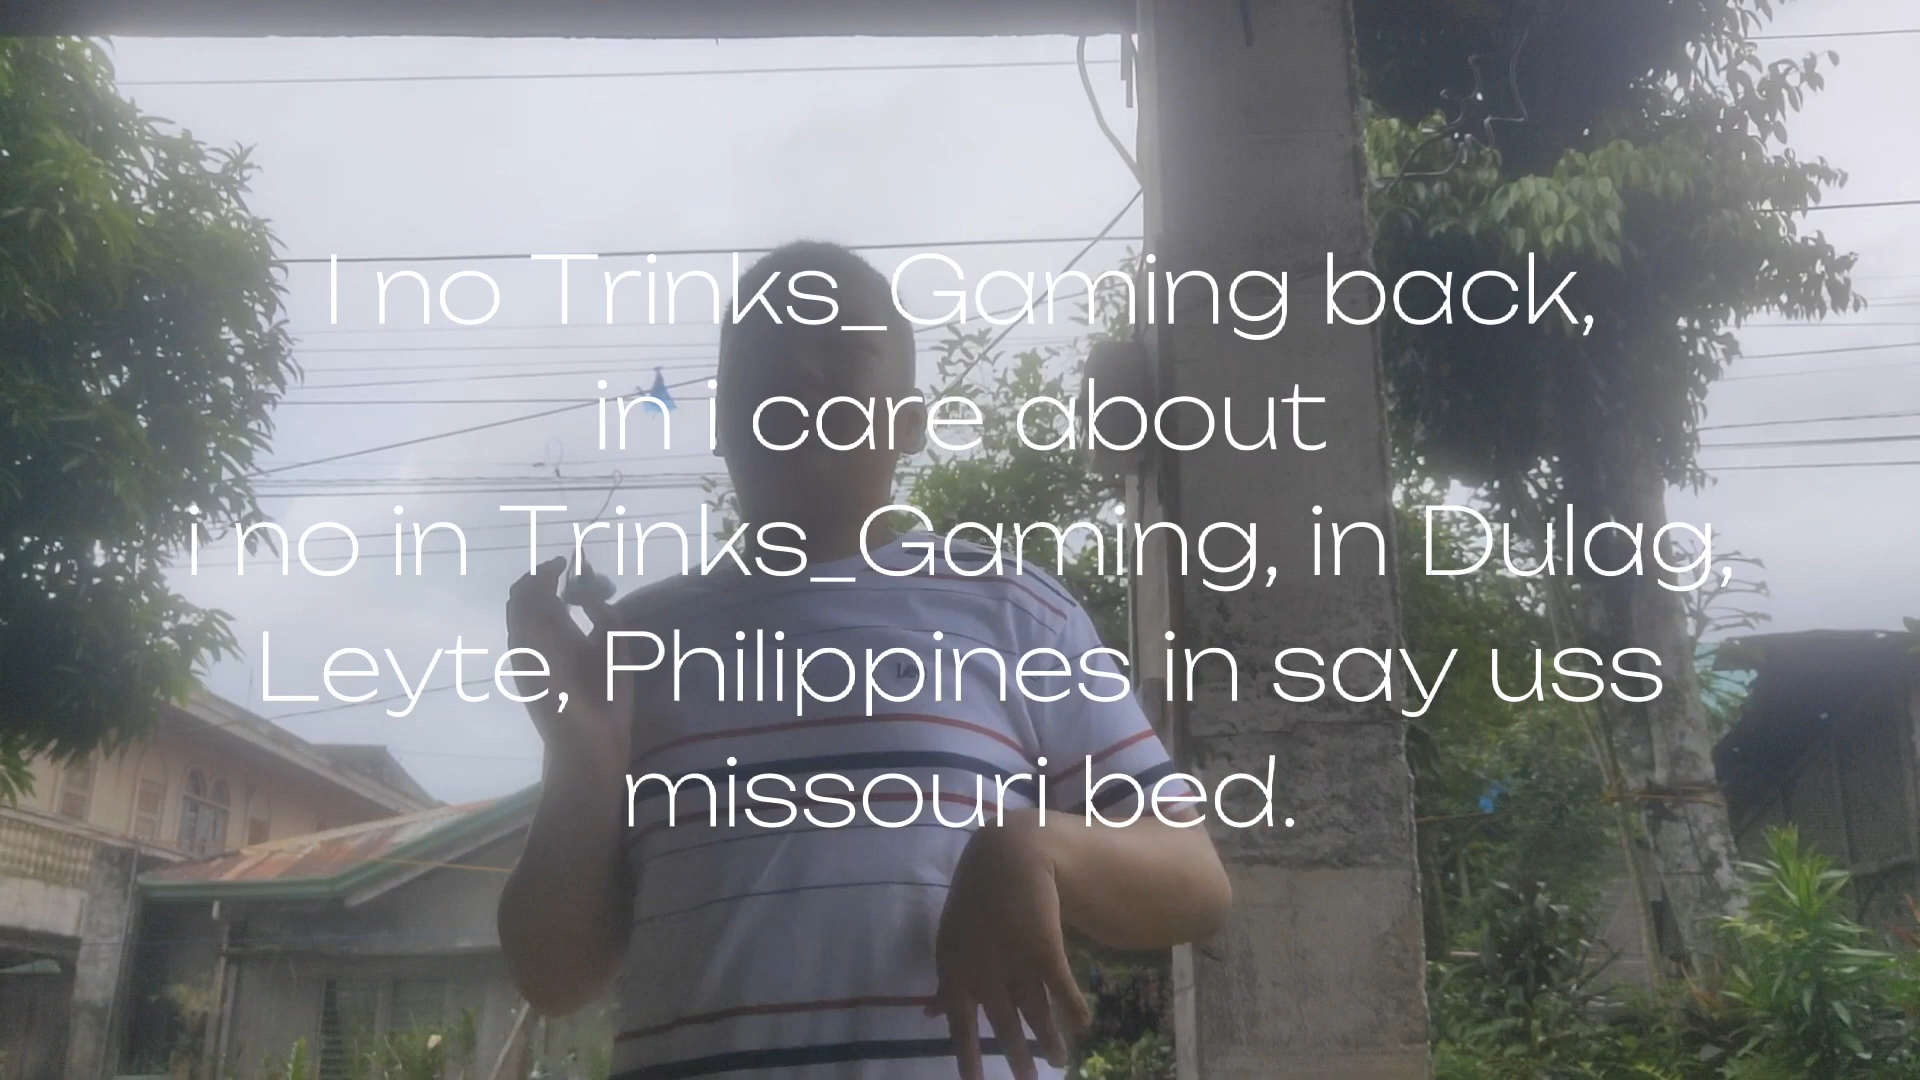 I no Trinks_Gaming back,
in i care about
i no in Trinks_Gaming, in Dulag,
Leyte, Philippines in say uss
missouri bed.